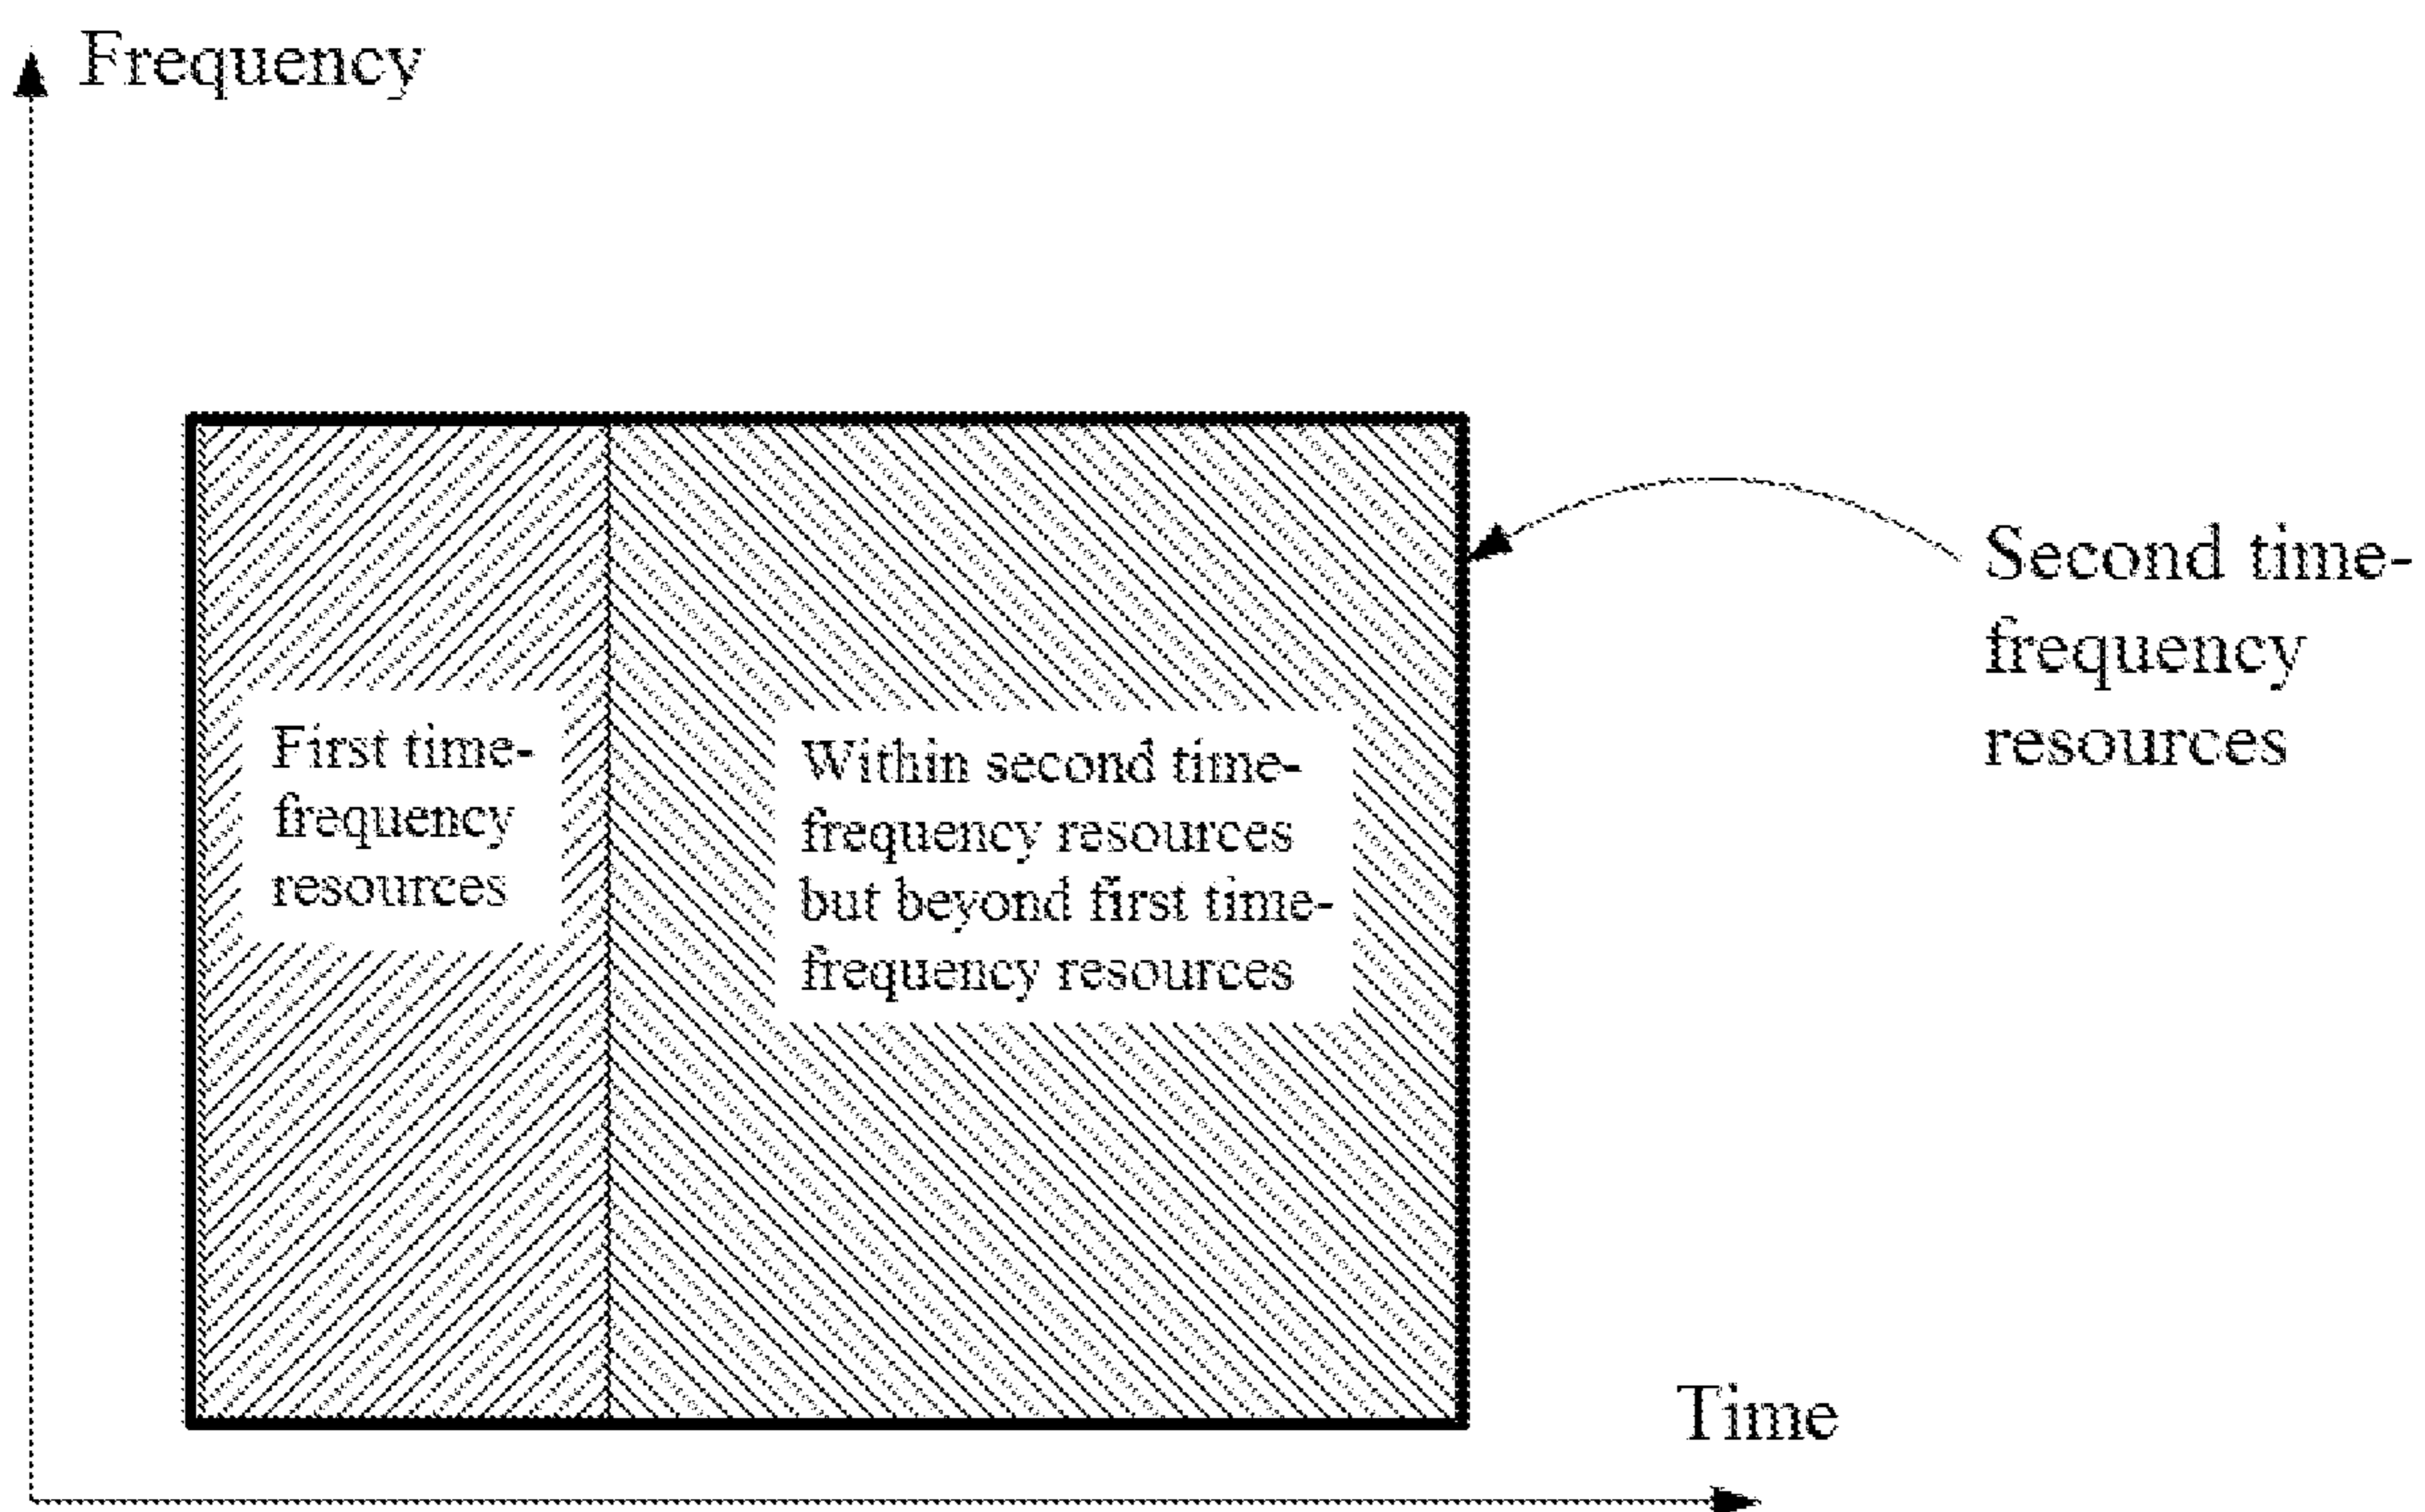 Frequency
Second time-
frequency
resources
First time-
frequency
resources
Within second time-
frequency resources
but beyond first time-
frequency resources
Time